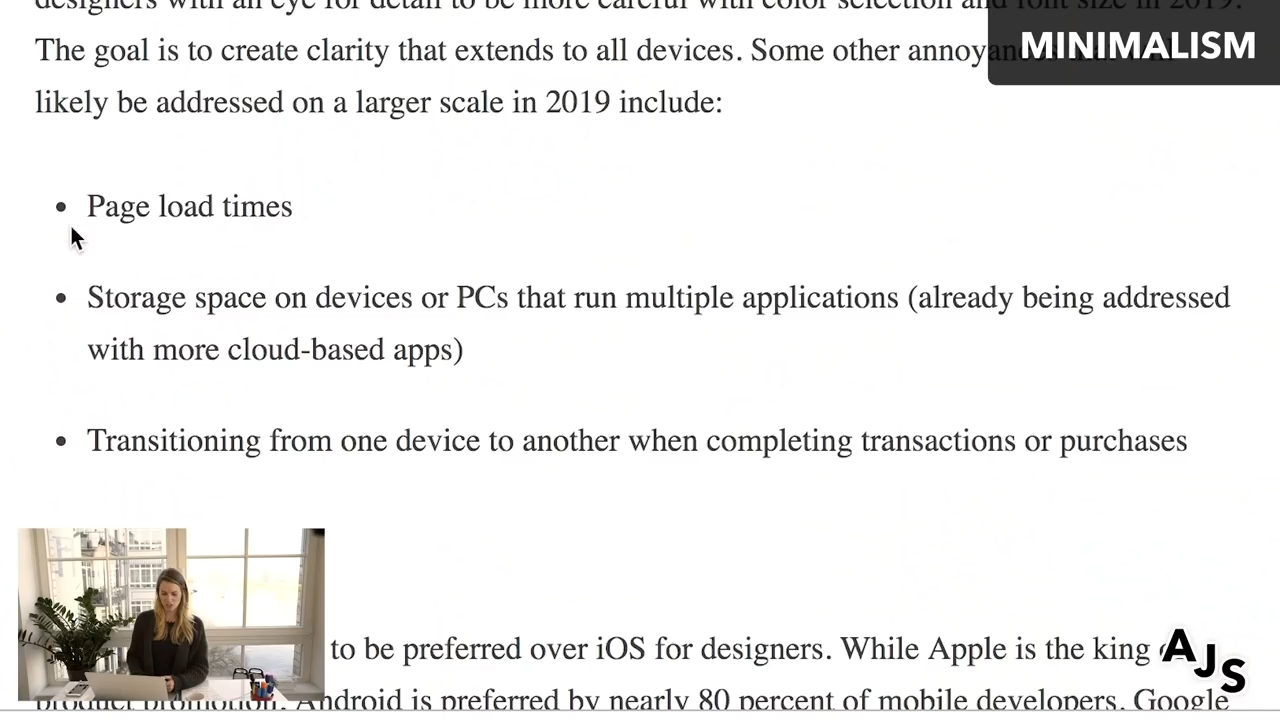 designers with an eye for detail to be more careful with color selection and font size in 2019.
MINIMALISM
The goal is to create clarity that extends to all devices. Some other annoyances
likely be addressed on a larger scale in 2019 include:
• Page load times
• Storage space on devices or PCs that run multiple applications (already being addressed
with more cloud-based apps)
• Transitioning from one device to another when completing transactions or purchases
to be preferred over iOS for designers. While Apple is the king
product promotion. Android is preferred by nearly 80 percent of mobile developers. Google
AJS